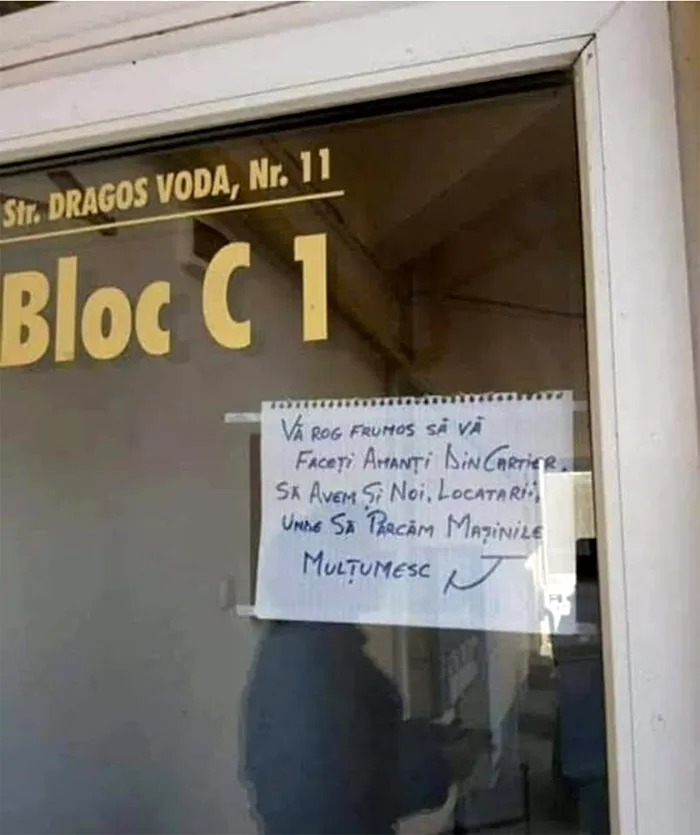 Str. DRAGOS VODA, Nr. 11
Bloc C 1
VĂ ROG FRUMOS SĂ VĂ
FACEȚI AMANȚI DIN CARTIER,
SĂ AVEM ȘI NOI, LOCATARII,
UNDE SĂ PARCĂM MAȘINILE
MULȚUMESC